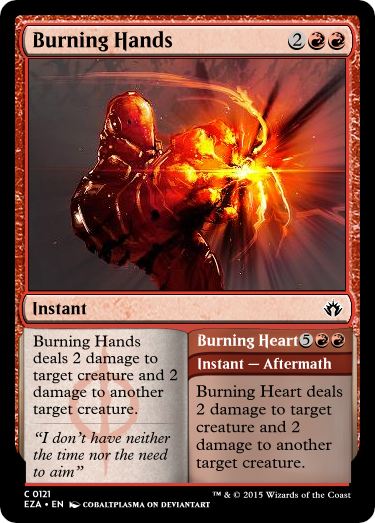 Burning Hands 2
Instant
Burning Hands
deals 2 damage to
target creature and 2
damage to another
target creature.
"I don't have neither
the time nor the need
to aim"
Burning Heart 5
Instant — Aftermath
Burning Heart deals
2 damage to target
creature and 2
damage to another
target creature.
C 0121
EZA • EN COBALTPLASMA ON DEVIANTART
™ & © 2015 Wizards of the Coast